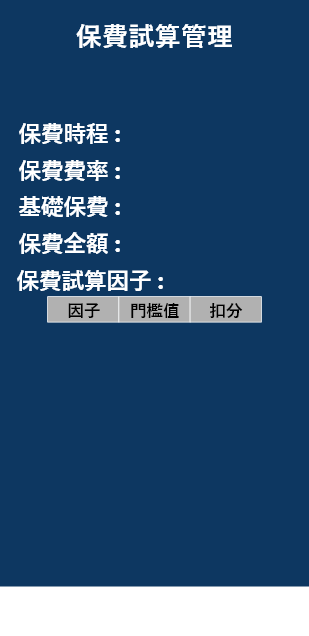 保費試算管理
保費時程 :
保費費率 :
基礎保費 :
保費全額 :
保費試算因子 :
因子 門檻值 扣分